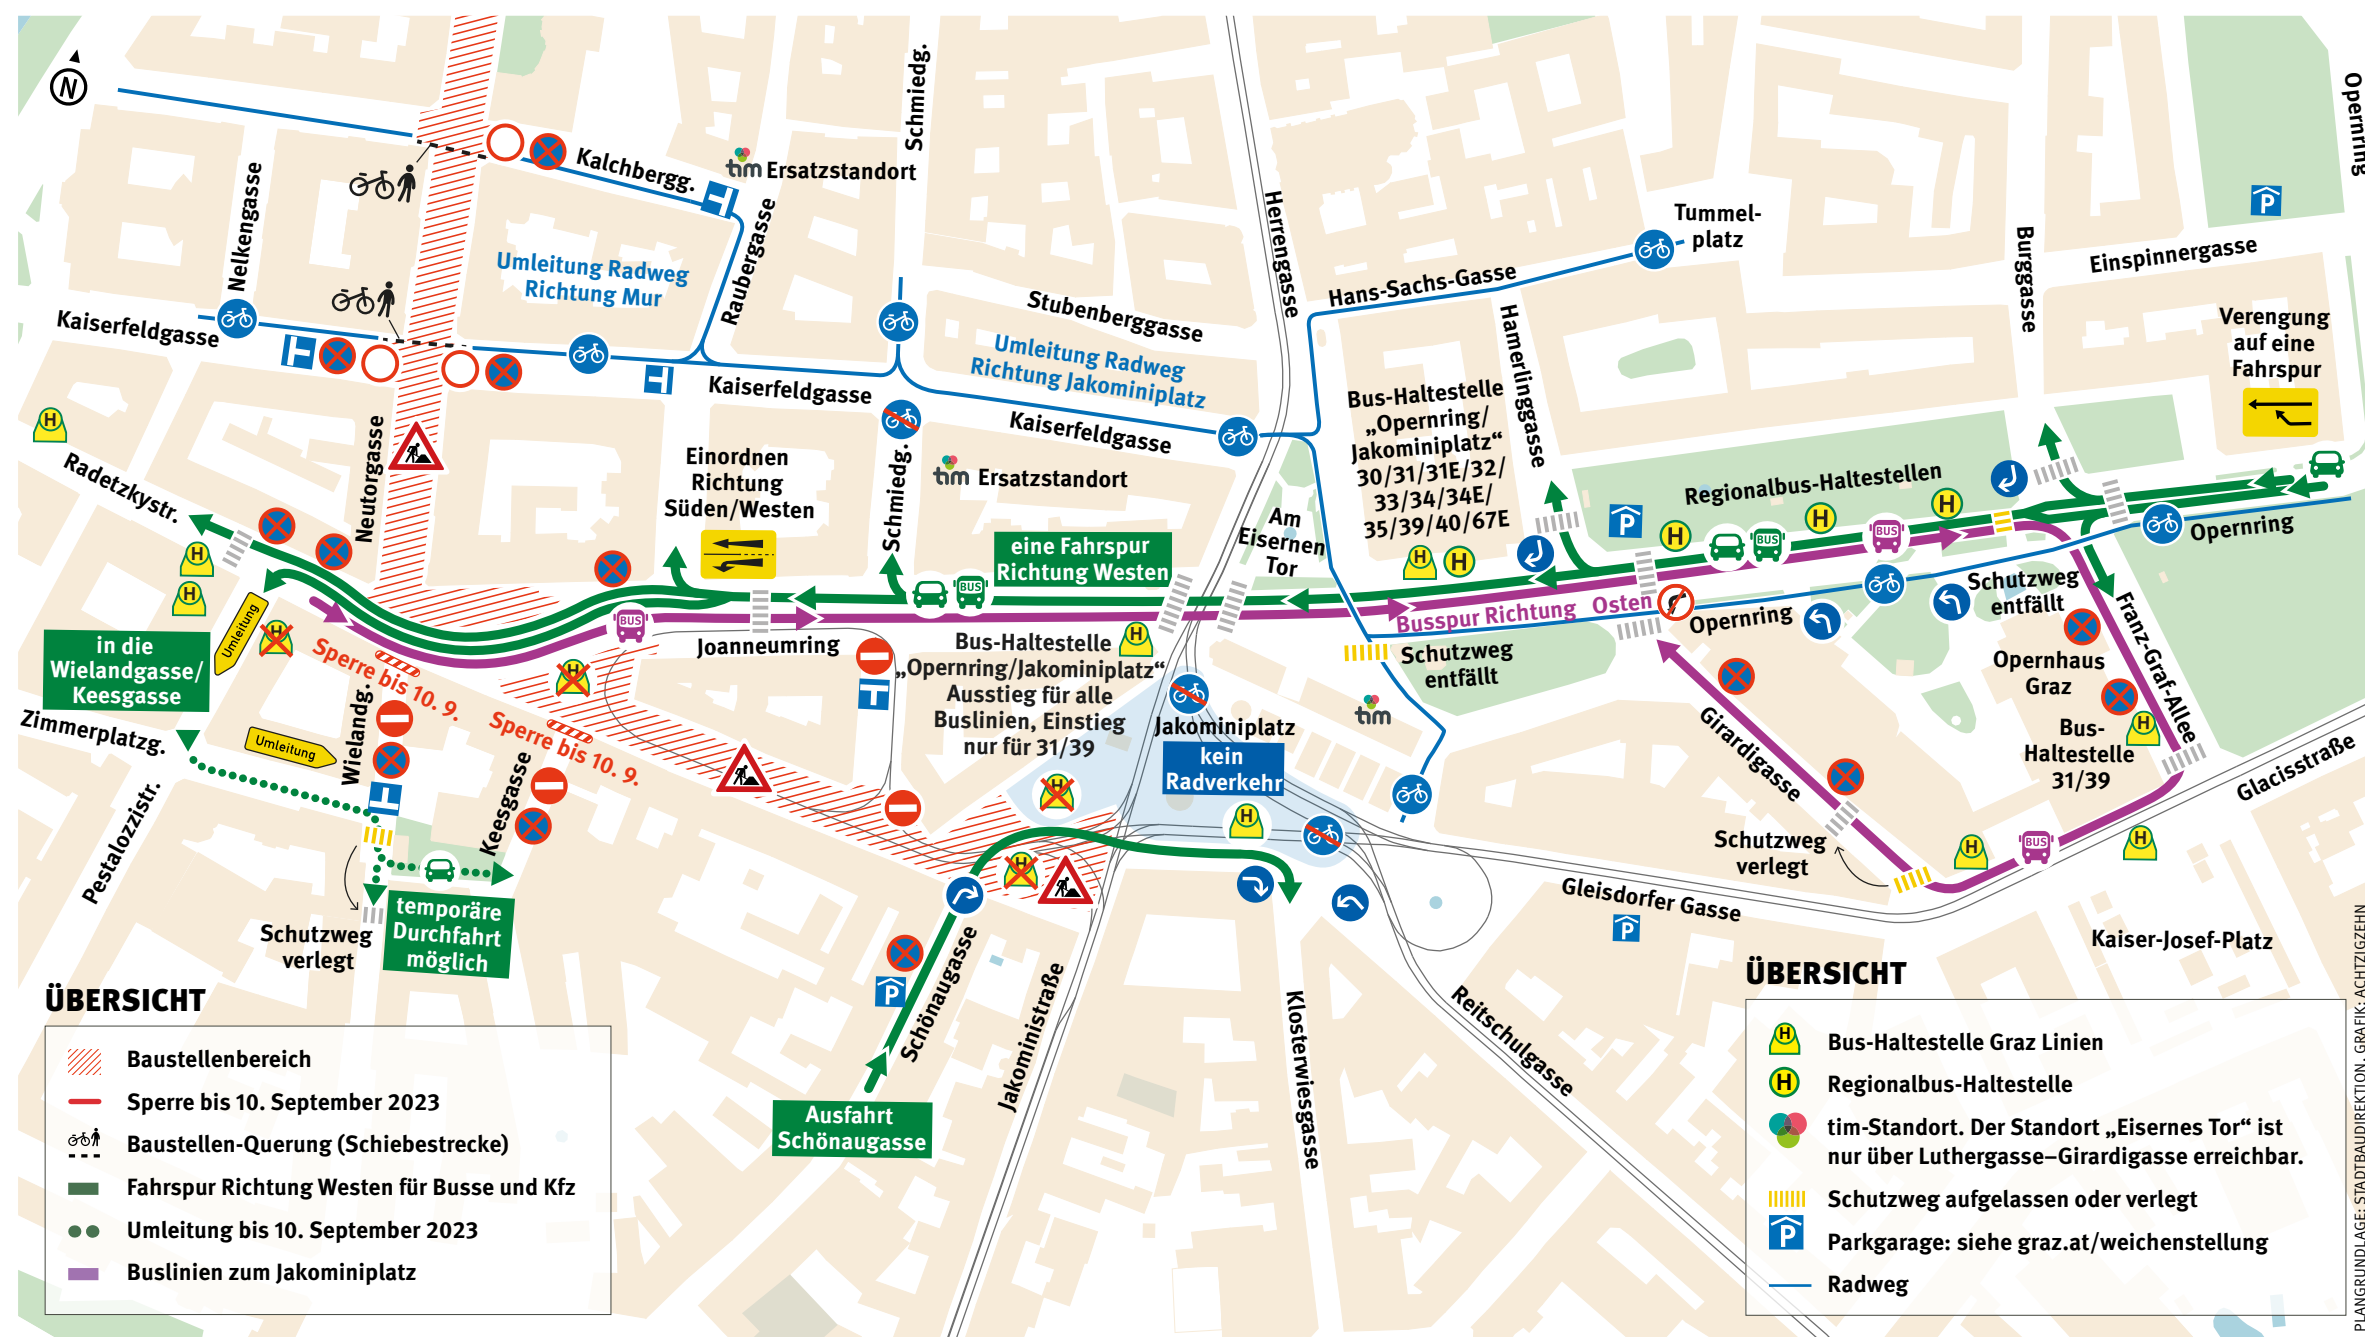 N
Schmiedg.
Opernring
Kalchbergg.
tim Ersatzstandort
P
Nelkengasse
Raubergasse
Herrengasse
Tummel-
platz
Burggasse
Einspinnergasse
Umleitung Radweg
Richtung Mur
Hans-Sachs-Gasse
Stubenberggasse
Kaiserfeldgasse
Verengung
auf eine
Fahrspur
Hamerlinggasse
Umleitung Radweg
Richtung Jakominiplatz
Kaiserfeldgasse
Kaiserfeldgasse
Bus-Haltestelle
„Opernring/
Jakominiplatz“
30/31/31E/32/
33/34/34E/
35/39/40/67E
H
Radetzkystr.
Neutorgasse
Einordnen
Richtung
Süden/Westen
Schmiedg.
tim Ersatzstandort
Regionalbus-Haltestellen
H
H
H
P
Am
Eisernen
Tor
eine Fahrspur
Richtung Westen
BUS
BUS
BUS
Opernring
H
H
H
H
Umleitung
H
in die
Wielandgasse/
Keesgasse
Sperre bis 10. 9.
BUS
Joanneumring
Busspur Richtung Osten
Opernring
Schutzweg
entfällt
Franz-Graf-Allee
Schutzweg
entfällt
Opernhaus
Graz
Bus-Haltestelle
„Opernring/Jakominiplatz“
Ausstieg für alle
Buslinien, Einstieg
nur für 31/39
H
H
Zimmerplatzg.
Umleitung
Wielandg.
Sperre bis 10. 9.
Keesgasse
Jakominiplatz
kein
Radverkehr
tim
Girardigasse
Bus-
Haltestelle
31/39
H
Glacisstraße
Pestalozzistr.
H
H
H
Schutzweg
verlegt
H
BUS
H
Schutzweg
verlegt
temporäre
Durchfahrt
möglich
Gleisdorfer Gasse
P
Kaiser-Josef-Platz
P
Schönaugasse
Jakoministraße
Klosterwiesgasse
Reitschulgasse
Ausfahrt
Schönaugasse
ÜBERSICHT
Baustellenbereich
Sperre bis 10. September 2023
Baustellen-Querung (Schiebestrecke)
Fahrspur Richtung Westen für Busse und Kfz
Umleitung bis 10. September 2023
Buslinien zum Jakominiplatz
ÜBERSICHT
H Bus-Haltestelle Graz Linien
H Regionalbus-Haltestelle
tim-Standort. Der Standort „Eisernes Tor“ ist
nur über Luthergasse–Girardigasse erreichbar.
Schutzweg aufgelassen oder verlegt
P Parkgarage: siehe graz.at/weichenstellung
Radweg
PLANGRUNDLAGE: STADTBAUDIREKTION, GRAFIK: ACHTZIGZEHN